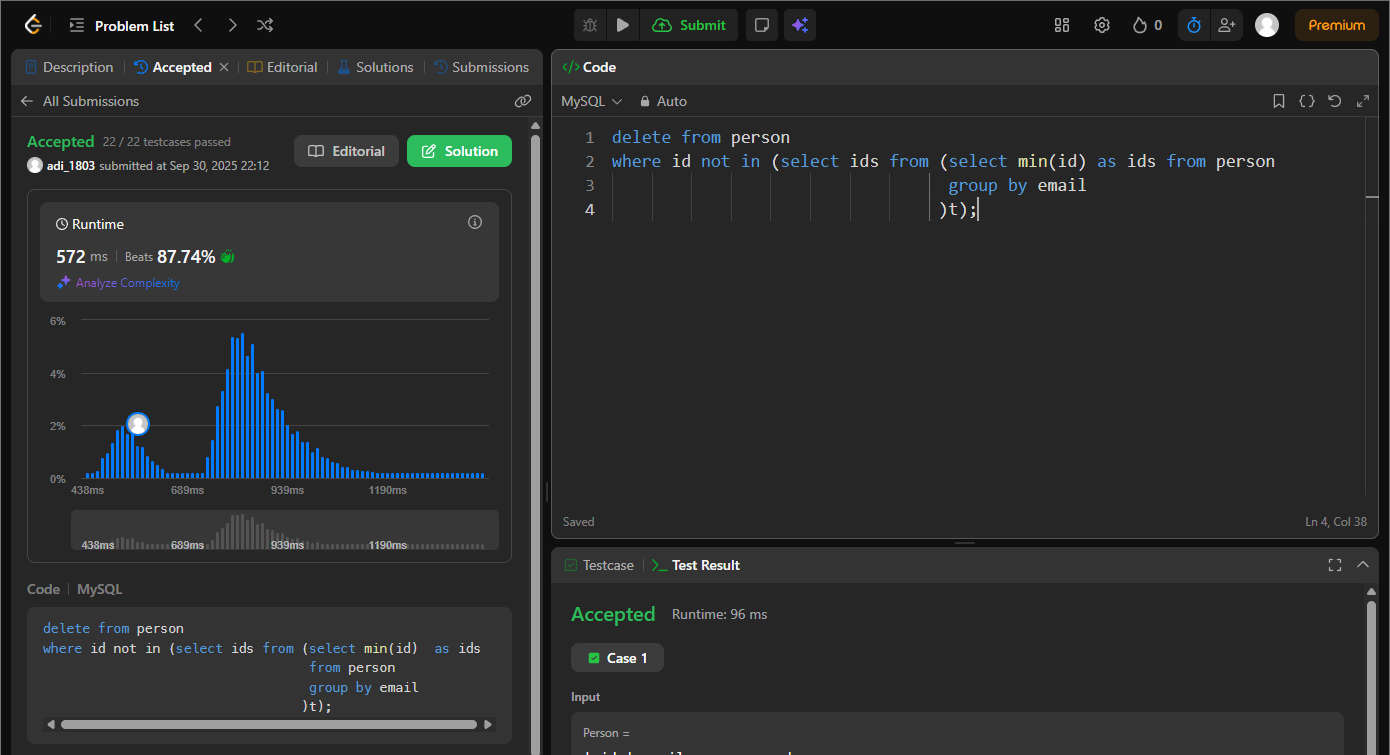 Problem List
Submit
0
Premium
Description
Accepted
Editorial
Solutions
Submissions
All Submissions
Accepted 22 / 22 testcases passed
adi_1803 submitted at Sep 30, 2025 22:12
Editorial
Solution
Runtime
572 ms Beats 87.74%
Analyze Complexity
6%
4%
2%
0%
438ms 689ms 939ms 1190ms
438ms 689ms 939ms 1190ms
Code MySQL
delete from person
where id not in (select ids from (select min(id)  as ids
from person
group by email
)t);
</> Code
MySQL Auto
1 delete from person
2 where id not in (select ids from (select min(id) as ids from person
3 group by email
4 )t);
Saved Ln 4, Col 38
Testcase
>_ Test Result
Accepted Runtime: 96 ms
Case 1
Input
Person =